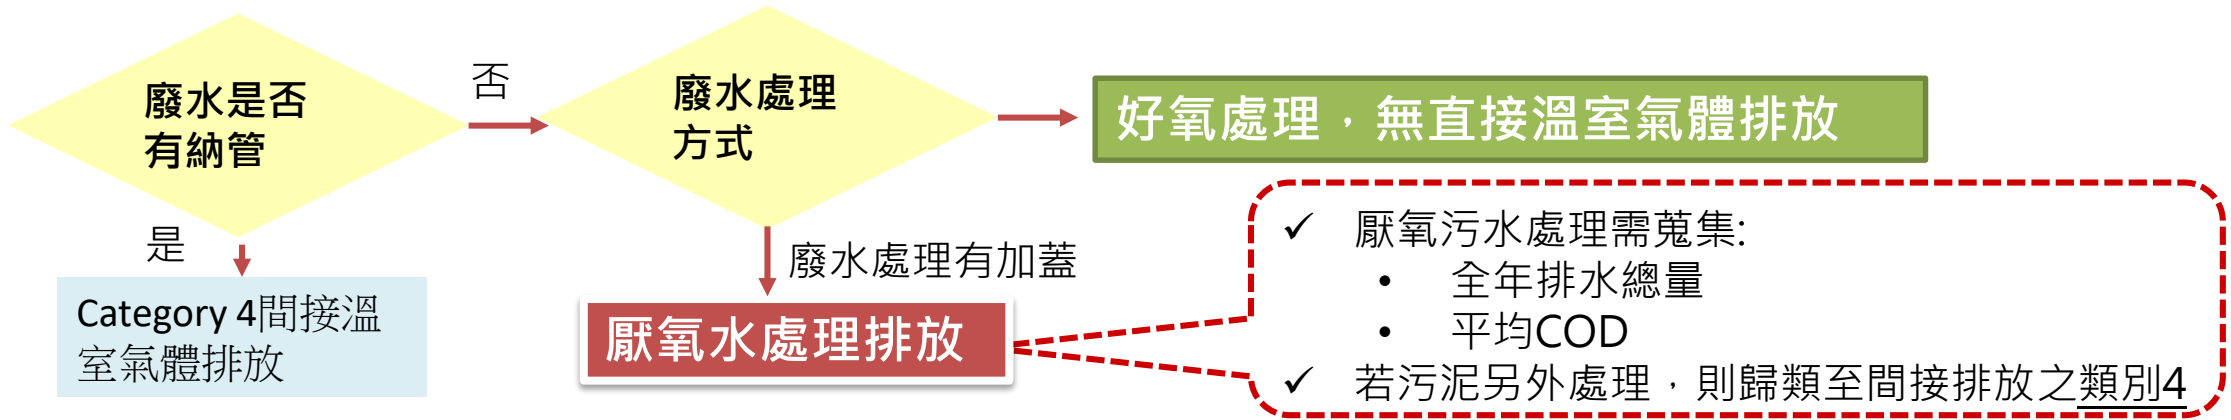 廢水是否
有納管
否
廢水處理
方式
好氧處理，無直接溫室氣體排放
是
Category 4間接溫
室氣體排放
廢水處理有加蓋
厭氧水處理排放
✓ 厭氧污水處理需蒐集:
• 全年排水總量
• 平均COD
✓ 若污泥另外處理，則歸類至間接排放之類別4